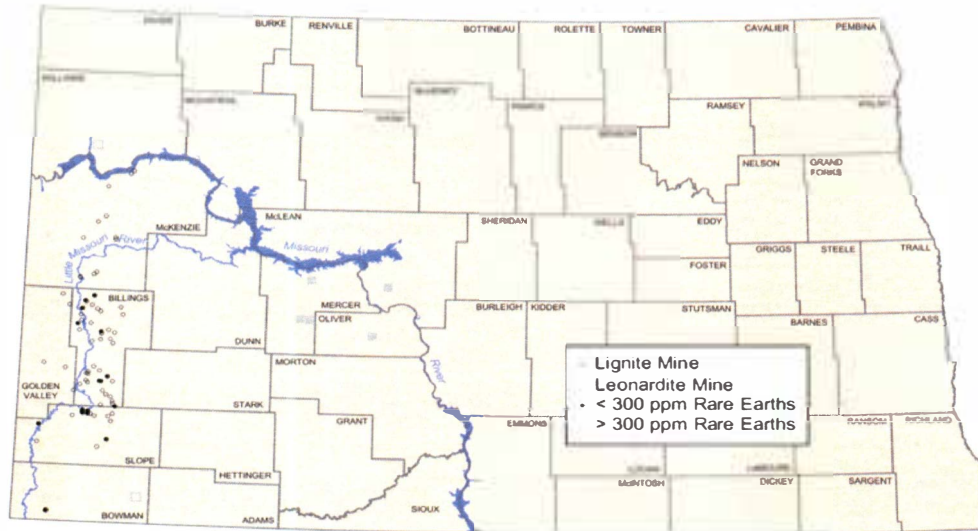 BURKE
RENVILLE
BOTTINEAU
ROLETTE
TOWNER
CAVALIER
PEMBINA
RAMSEY
NELSON
GRAND
FORKS
McKENZIE
McLEAN
SHERIDAN
WELLS
EDDY
Missouri
Little Missouri River
FOSTER
GRIGGS
STEELE
TRAILL
BILLINGS
MERCER
OLIVER
BURLEIGH
KIDDER
STUTSMAN
BARNES
CASS
DUNN
MORTON
River
GOLDEN
VALLEY
STARK
GRANT
Lignite Mine
Leonardite Mine
< 300 ppm Rare Earths
> 300 ppm Rare Earths
EMMONS
RANSOM
RICHLAND
SLOPE
HETTINGER
McINTOSH
DICKEY
SARGENT
BOWMAN
ADAMS
SIOUX